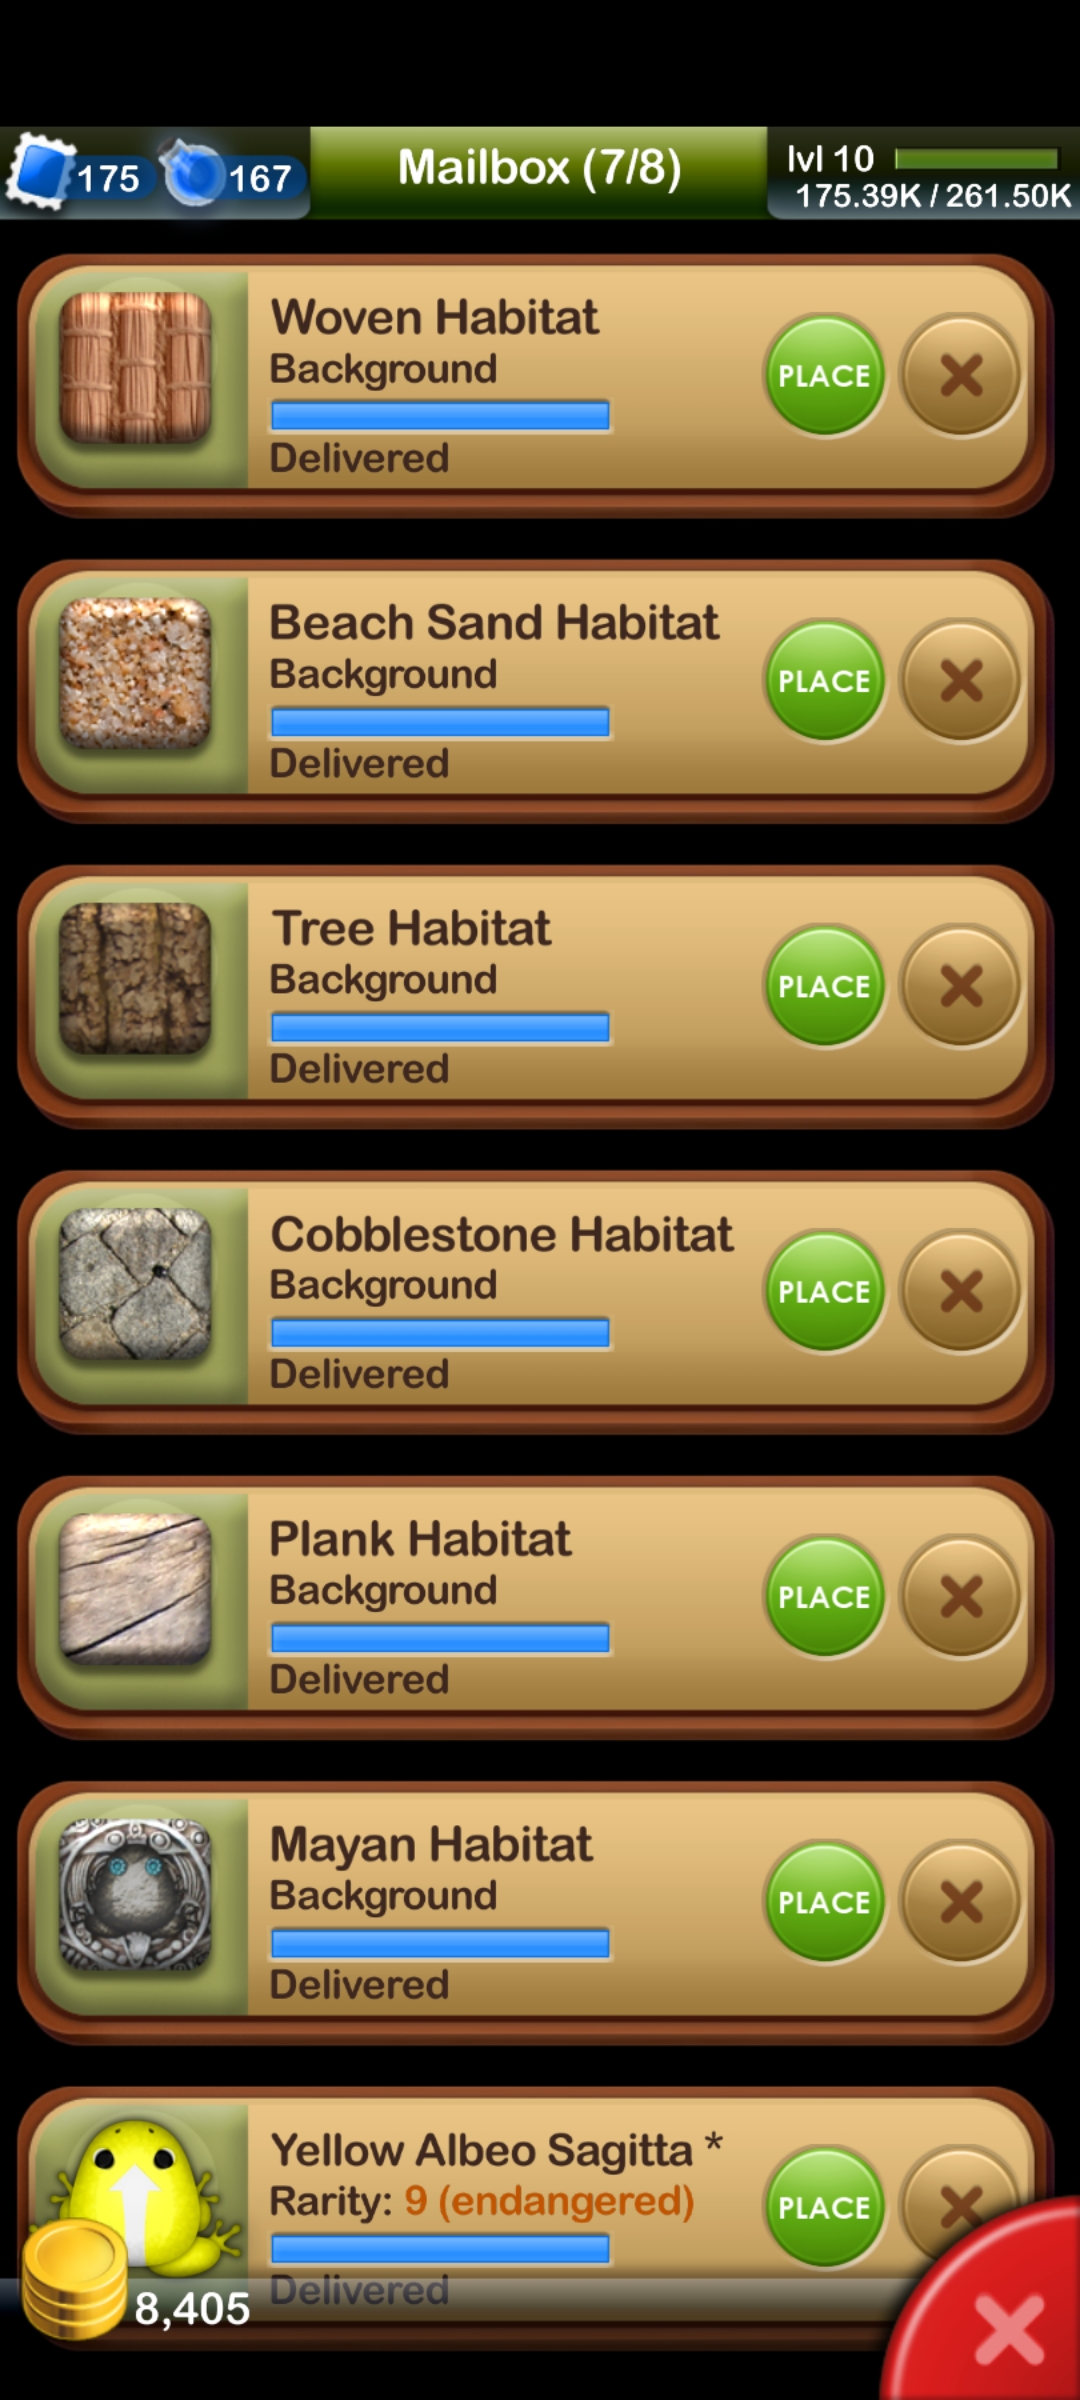 175 167 Mailbox (7/8) lvl 10
175.39K / 261.50K
Woven Habitat
Background
PLACE
Delivered
Beach Sand Habitat
Background
PLACE
Delivered
Tree Habitat
Background
PLACE
Delivered
Cobblestone Habitat
Background
PLACE
Delivered
Plank Habitat
Background
PLACE
Delivered
Mayan Habitat
Background
PLACE
Delivered
Yellow Albeo Sagitta *
Rarity: 9 (endangered)
PLACE
Delivered
8,405